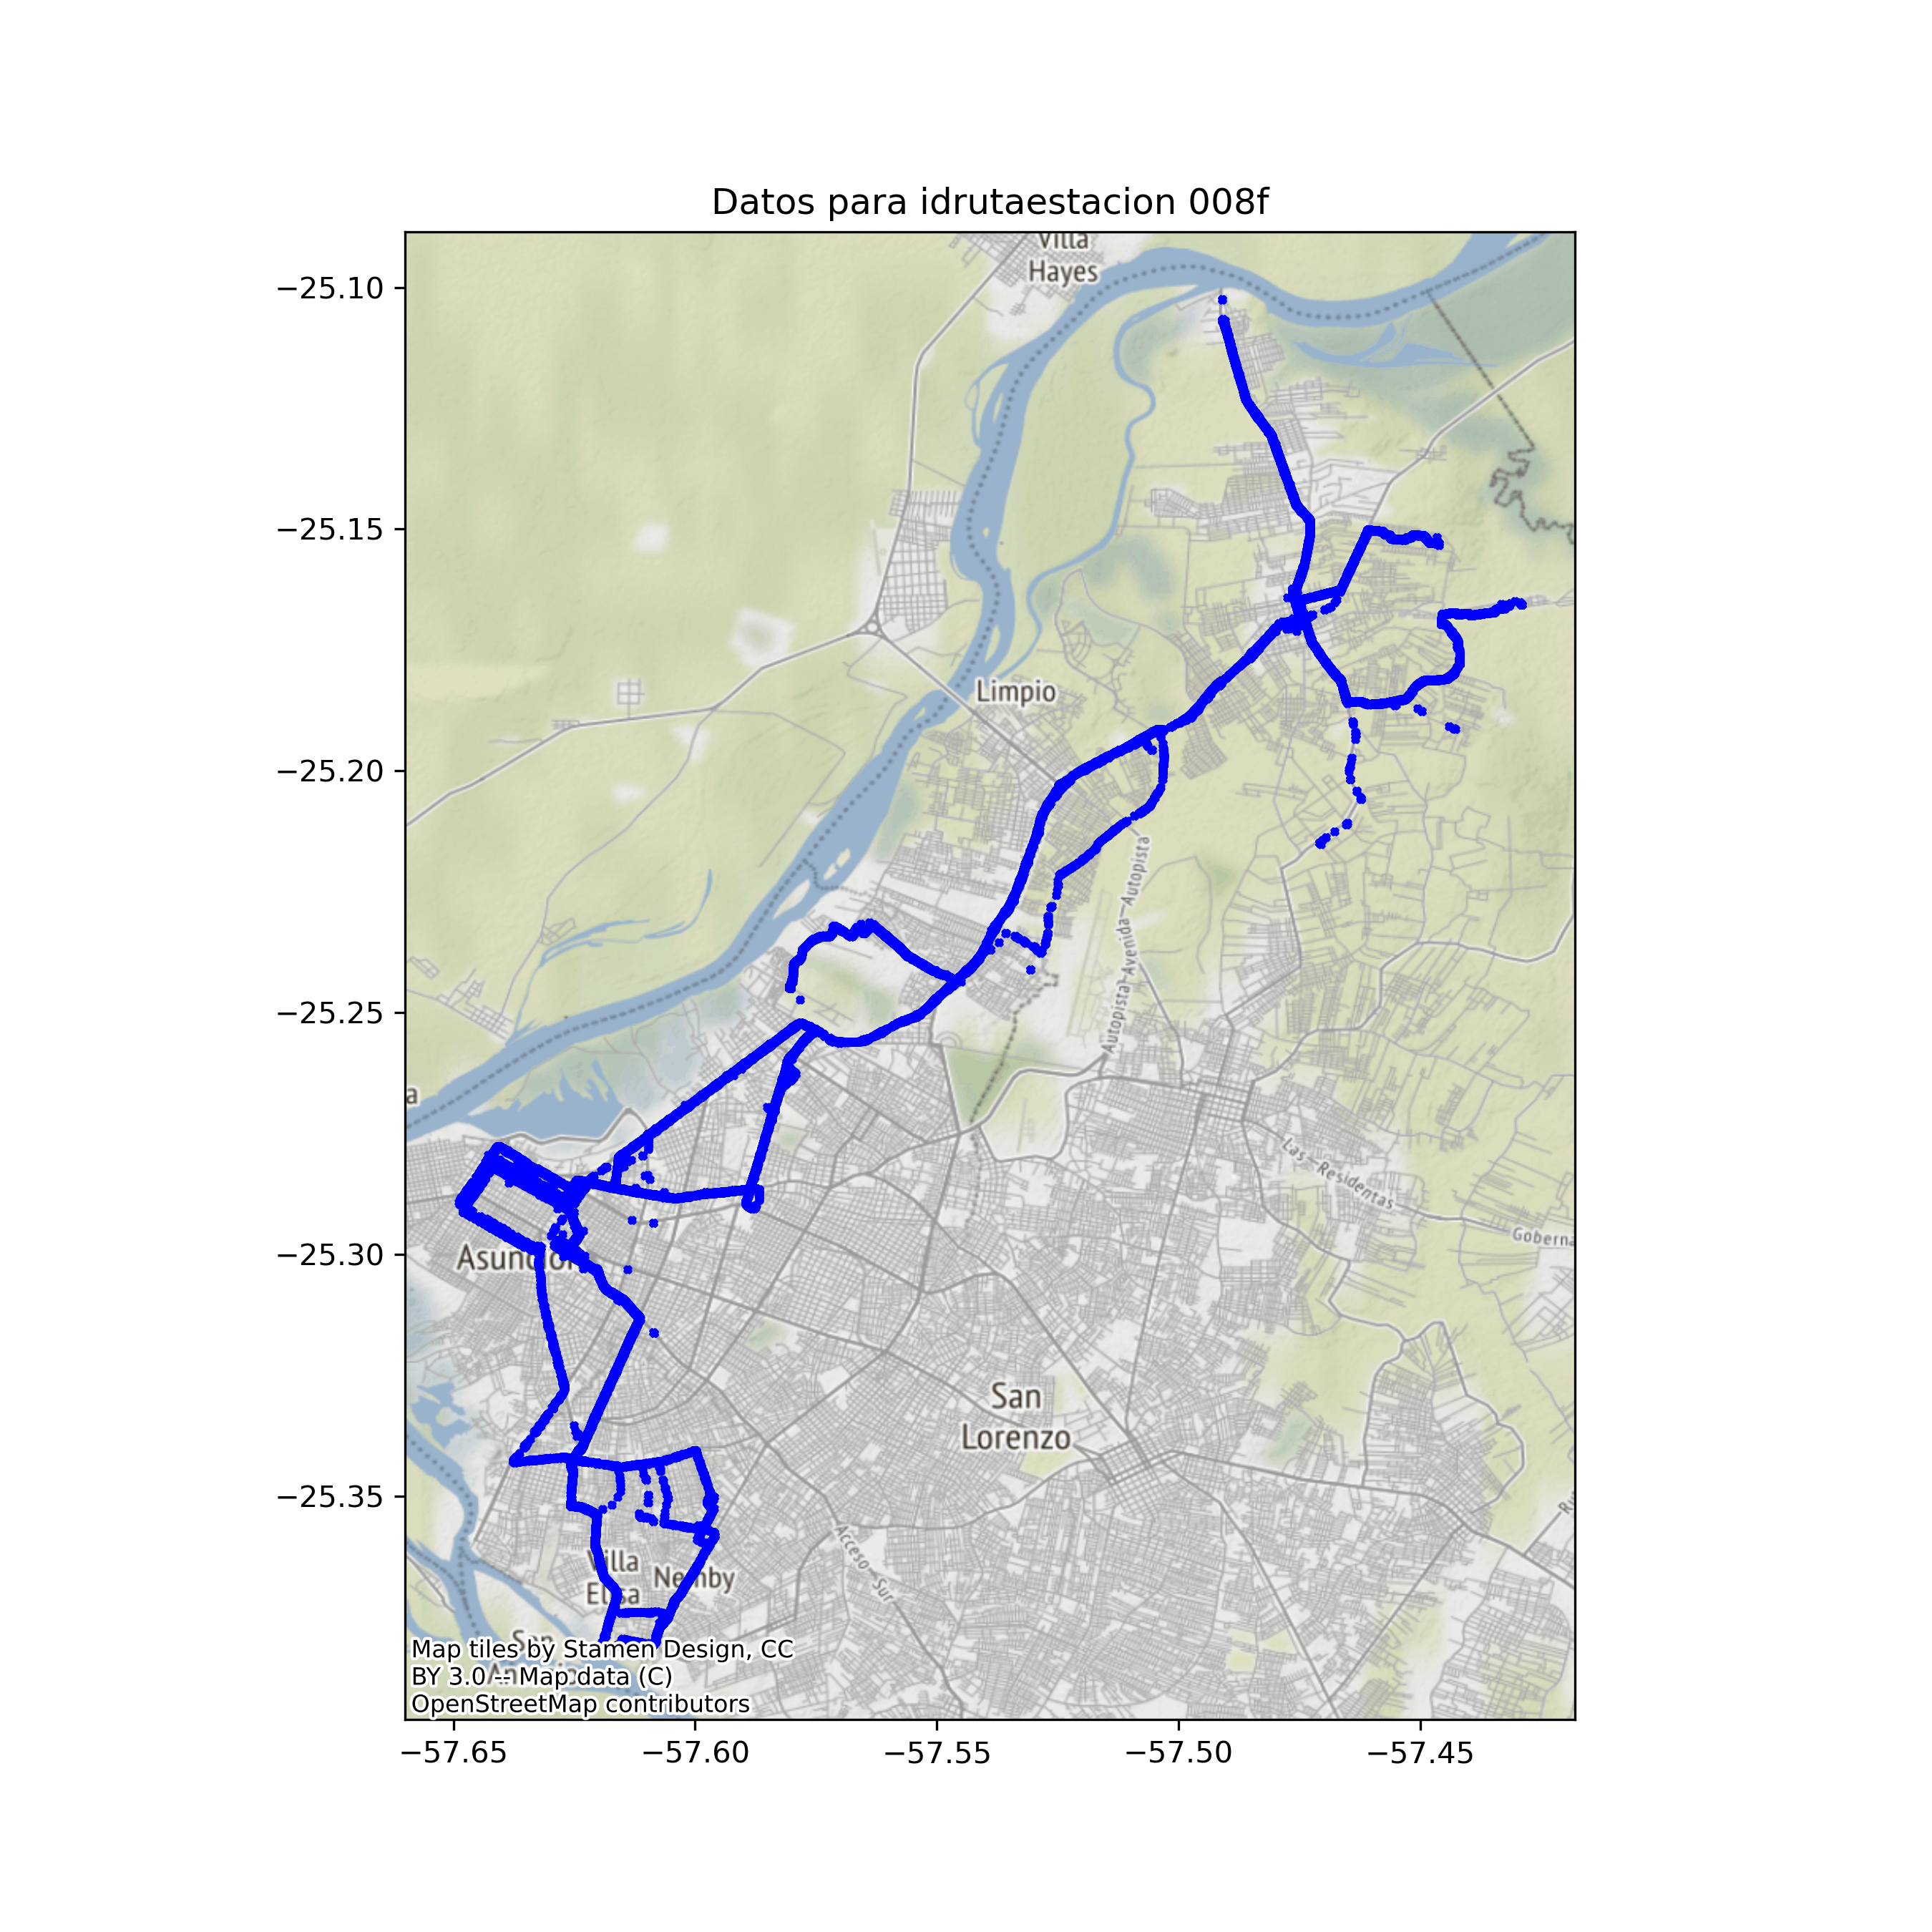 Datos para idrutaestacion 008f
Villa
Hayes
−25.10
−25.15
Limpio
−25.20
Autopista Avenida Autopista
−25.25
a
Las Residentas
Goberna
−25.30
Asunción
San
Lorenzo
−25.35
Ru
Acceso Sur
Villa
Elisa
Nemby
San
Map tiles by Stamen Design, CC
BY 3.0 -- Map data (C)
OpenStreetMap contributors
−57.65
−57.60
−57.55
−57.50
−57.45